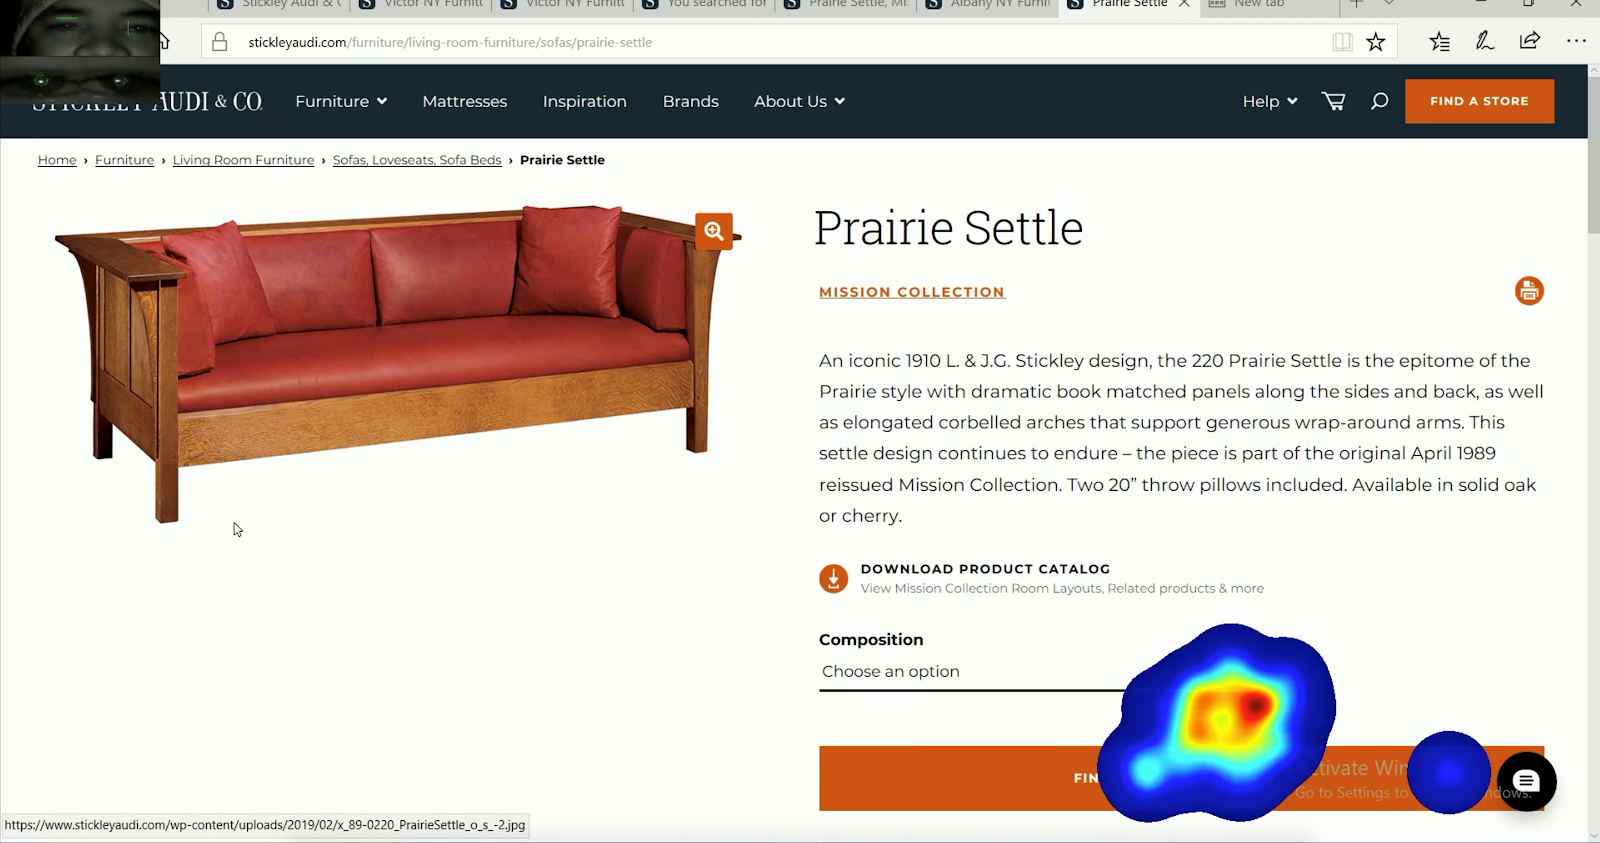 Stickley Audi & C
Victor NY Furnitu
Victor NY Furnitu
You searched for
Prairie Settle, Mi
Albany NY Furnit
Prairie Settle
New tab
stickleyaudi.com/furniture/living-room-furniture/sofas/prairie-settle
STICKLEY AUDI & CO.
Furniture
Mattresses
Inspiration
Brands
About Us
Help
FIND A STORE
Home › Furniture › Living Room Furniture › Sofas, Loveseats, Sofa Beds › Prairie Settle
Prairie Settle
MISSION COLLECTION
An iconic 1910 L. & J.G. Stickley design, the 220 Prairie Settle is the epitome of the
Prairie style with dramatic book matched panels along the sides and back, as well
as elongated corbelled arches that support generous wrap-around arms. This
settle design continues to endure – the piece is part of the original April 1989
reissued Mission Collection. Two 20” throw pillows included. Available in solid oak
or cherry.
DOWNLOAD PRODUCT CATALOG
View Mission Collection Room Layouts, Related products & more
Composition
Choose an option
FIN
tivate Win
Go to Settings to
ndows.
https://www.stickleyaudi.com/wp-content/uploads/2019/02/x_89-0220_PrairieSettle_o_s_-2.jpg